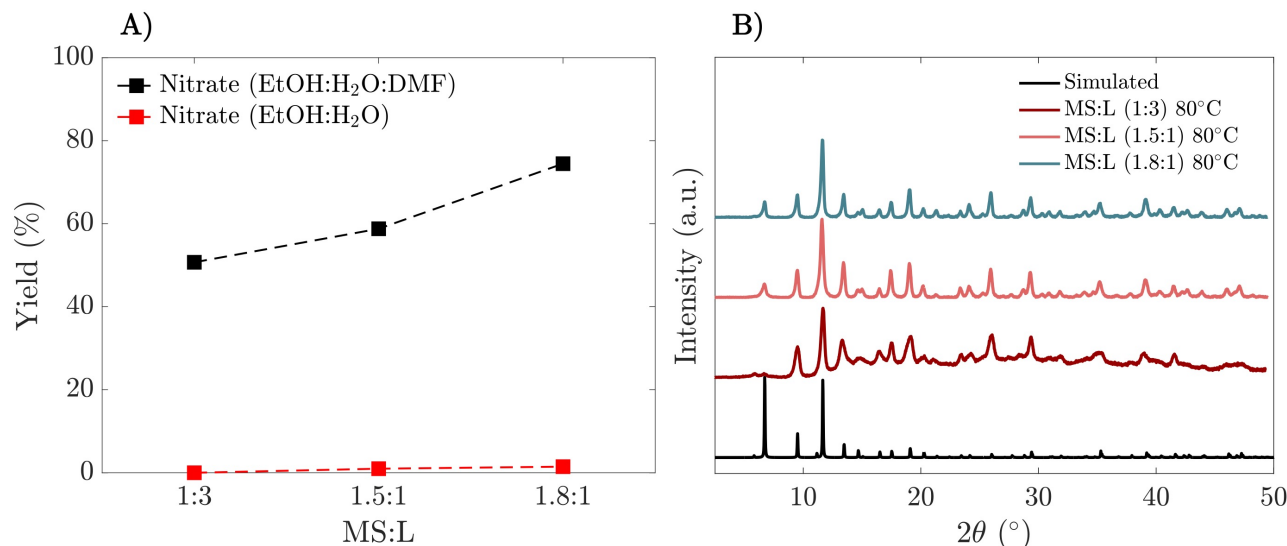 A)
100
80
60
40
20
0
Yield (%)
Nitrate (EtOH:H₂O:DMF)
Nitrate (EtOH:H₂O)
1:3
1.5:1
1.8:1
MS:L
B)
Intensity (a.u.)
Simulated
MS:L (1:3) 80°C
MS:L (1.5:1) 80°C
MS:L (1.8:1) 80°C
10
20
30
40
50
2θ (°)